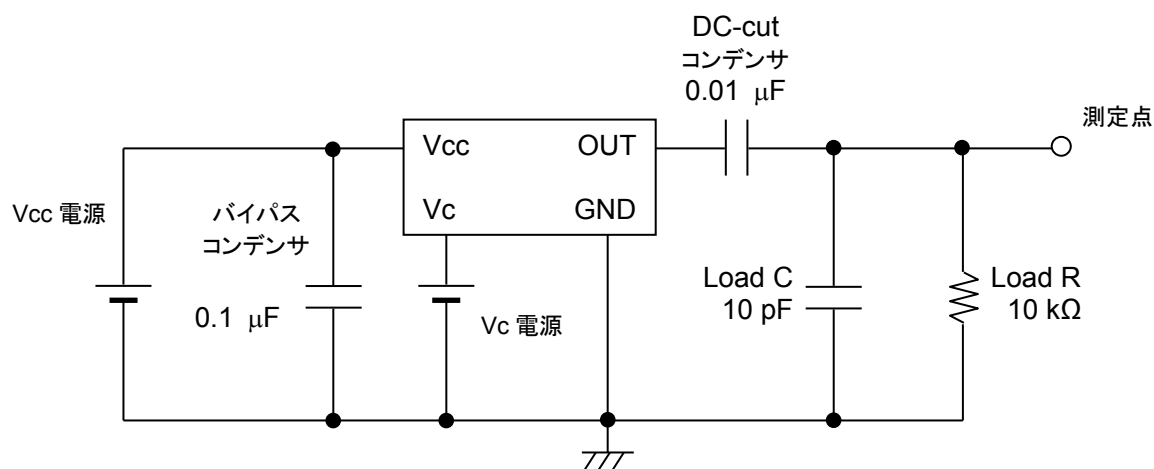 DC-cut
コンデンサ
0.01 μF
測定点
Vcc
OUT
Vc
GND
Vcc 電源
バイパス
コンデンサ
0.1 μF
Vc 電源
Load C
10 pF
Load R
10 kΩ